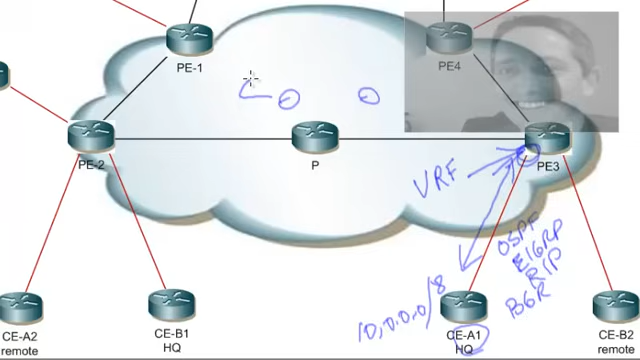 PE-1
PE4
PE-2
P
PE3
VRF
OSPF
EIGRP
RIP
BGR
10.0.0.0/8
CE-A2
remote
CE-B1
HQ
CE-A1
HQ
CE-B2
remote